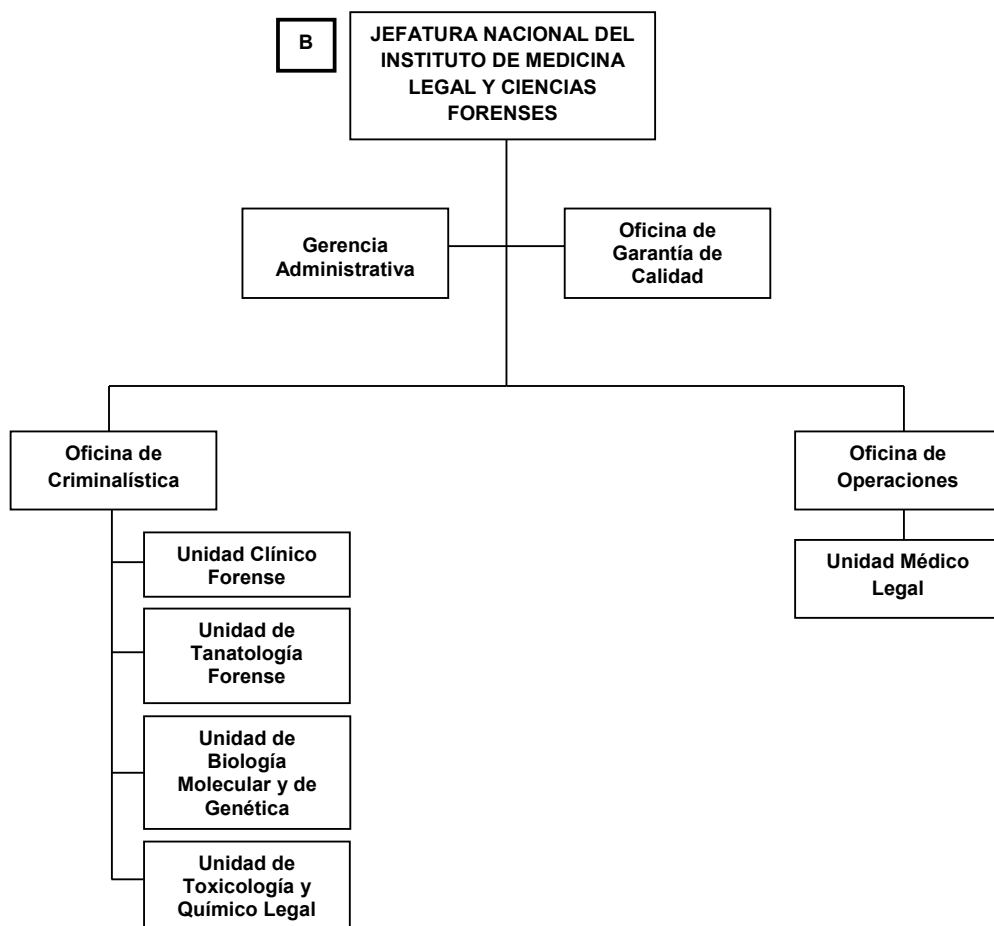 B
JEFATURA NACIONAL DEL
INSTITUTO DE MEDICINA
LEGAL Y CIENCIAS
FORENSES
Gerencia
Administrativa
Oficina de
Garantía de
Calidad
Oficina de
Criminalística
Oficina de
Operaciones
Unidad Clínico
Forense
Unidad Médico
Legal
Unidad de
Tanatología
Forense
Unidad de
Biología
Molecular y de
Genética
Unidad de
Toxicología y
Químico Legal